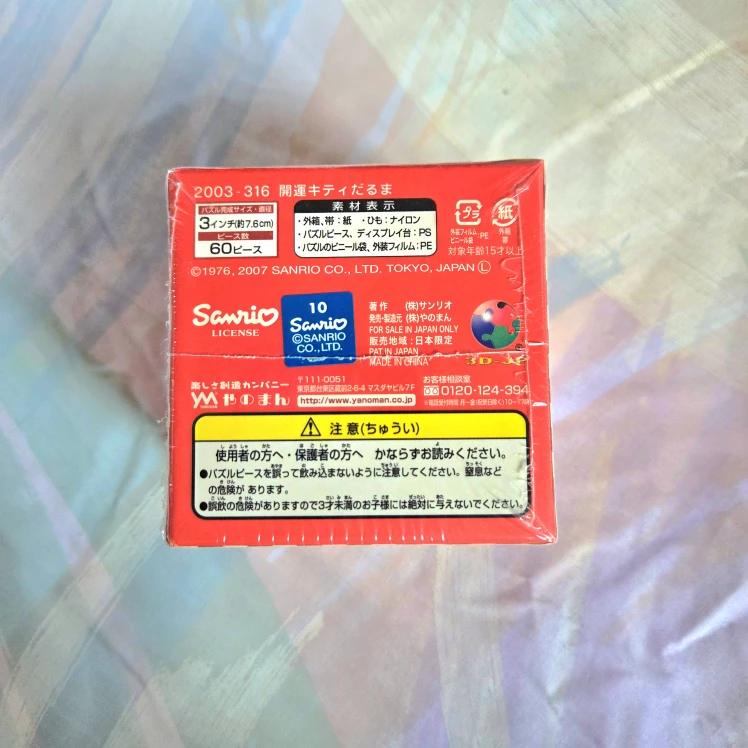 2003-316 開運キティだるま
パズル完成サイズ・直径
3インチ(約7.6cm)
ピース数
60ピース
素材表示
・外箱、帯:紙 ・ひも:ナイロン
・パズルピース、ディスプレイ台:PS
・パズルのビニール袋、外装フィルム:PE
プラ
外装フィルム:PE
ビニール袋
紙
外箱
帯
対象年齢15才以上
©1976, 2007 SANRIO CO., LTD. TOKYO, JAPAN Ⓛ
Sanrio
LICENSE
10
Sanrio
©SANRIO
CO., LTD.
著作 (株)サンリオ
発売・製造元 (株)やのまん
FOR SALE IN JAPAN ONLY
販売地域:日本限定
PAT IN JAPAN
MADE IN CHINA
3D-
楽しさ創造カンパニー
YM やのまん
〒111-0051
東京都台東区蔵前2-6-4 マスダヤビル7F
http://www.yanoman.co.jp
お客様相談室
0120-124-394
⚠ 注意(ちゅうい)
使用者の方へ・保護者の方へ かならずお読みください。
●パズルピースを誤って飲み込まないように注意してください。窒息など
の危険が あります。
●誤飲の危険がありますので3才未満のお子様には絶対に与えないでください。